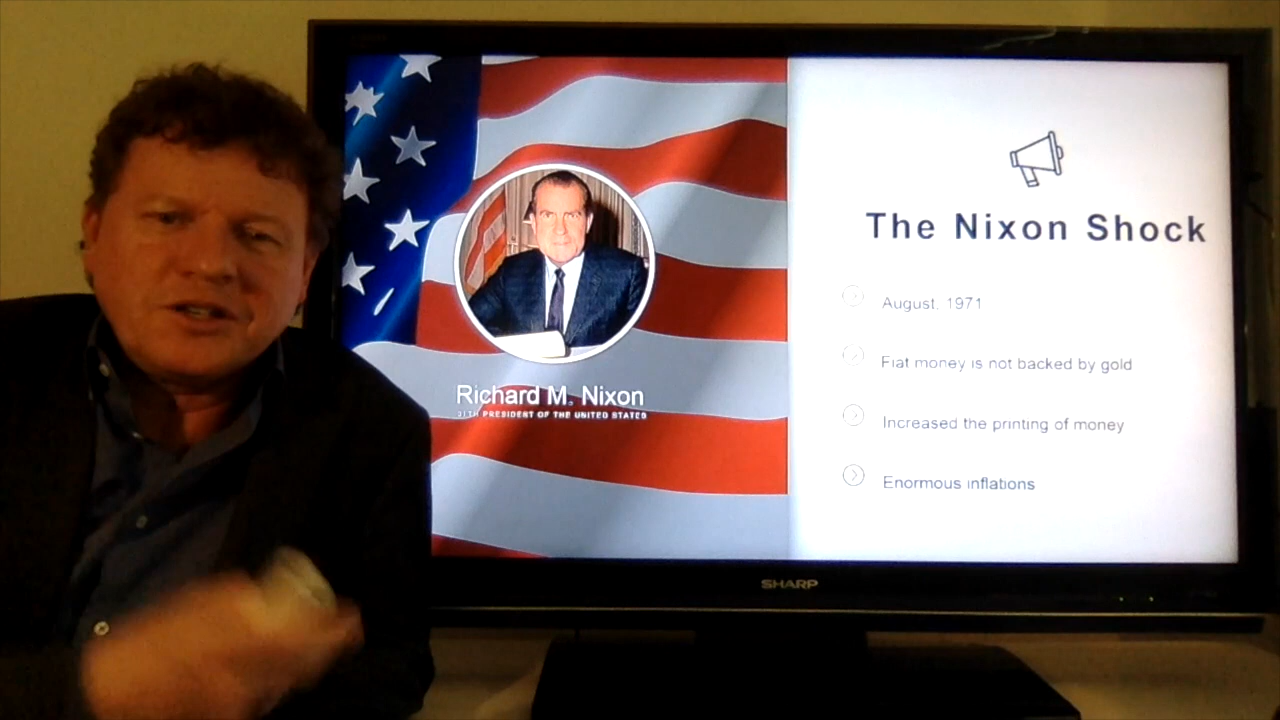 The Nixon Shock
August, 1971
Fiat money is not backed by gold
Increased the printing of money
Enormous inflations
Richard M. Nixon
PRESIDENT OF THE UNITED STATES
SHARP